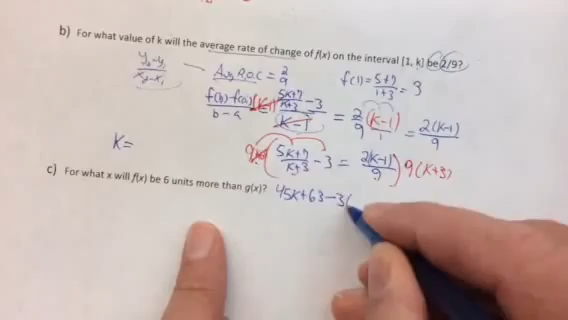 b) For what value of k will the average rate of change of f(x) on the interval [1, k] be 2/9?
y₂-y₁ / x₂-x₁ — Avg R.O.C = 2/9
f(1) = 5+7 / 1+3 = 3
f(b)-f(a) / b-a = (k-1) (5k+7 / k+3 - 3) / k-1 = 2/9 (k-1) / 1 = 2(k-1) / 9
K=
(5k+7 / k+3 - 3 = 2(k-1) / 9) 9(k+3)
c) For what x will f(x) be 6 units more than g(x)?
45k+63-3(